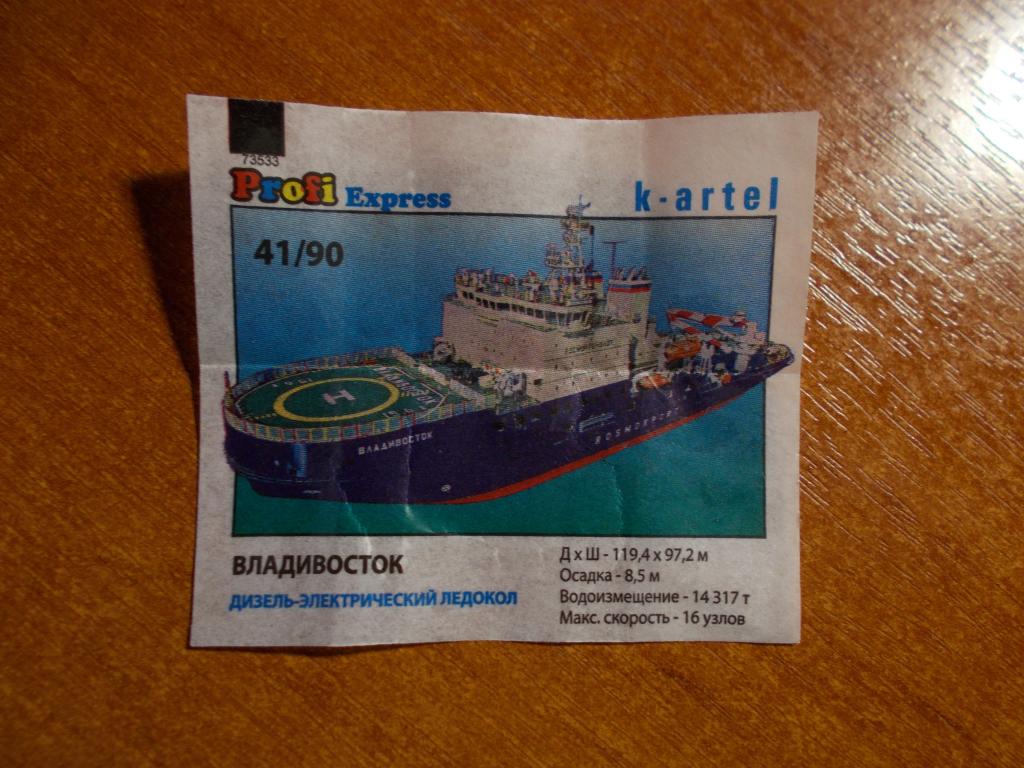 73533
Profi Express
k-artel
41/90
H
ВЛАДИВОСТОК
ROSMORPORT
ВЛАДИВОСТОК
ДИЗЕЛЬ-ЭЛЕКТРИЧЕСКИЙ ЛЕДОКОЛ
Д х Ш - 119,4 х 97,2 м
Осадка - 8,5 м
Водоизмещение - 14 317 т
Макс. скорость - 16 узлов